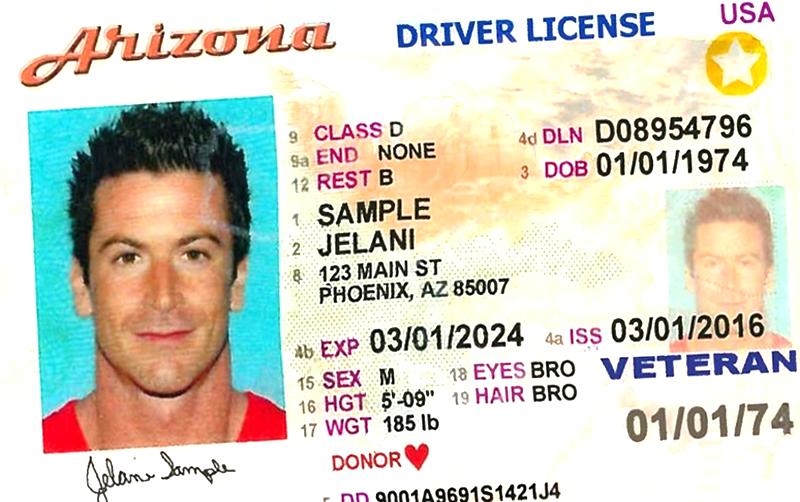 Arizona DRIVER LICENSE USA
9 CLASS D 4d DLN D08954796
9a END NONE 3 DOB 01/01/1974
12 REST B
1 SAMPLE
2 JELANI
8 123 MAIN ST
PHOENIX, AZ 85007
4b EXP 03/01/2024 4a ISS 03/01/2016
15 SEX M 18 EYES BRO VETERAN
16 HGT 5'-09" 19 HAIR BRO
17 WGT 185 lb 01/01/74
DONOR
Jelani Sample
5 DD 9001A9691S1421J4